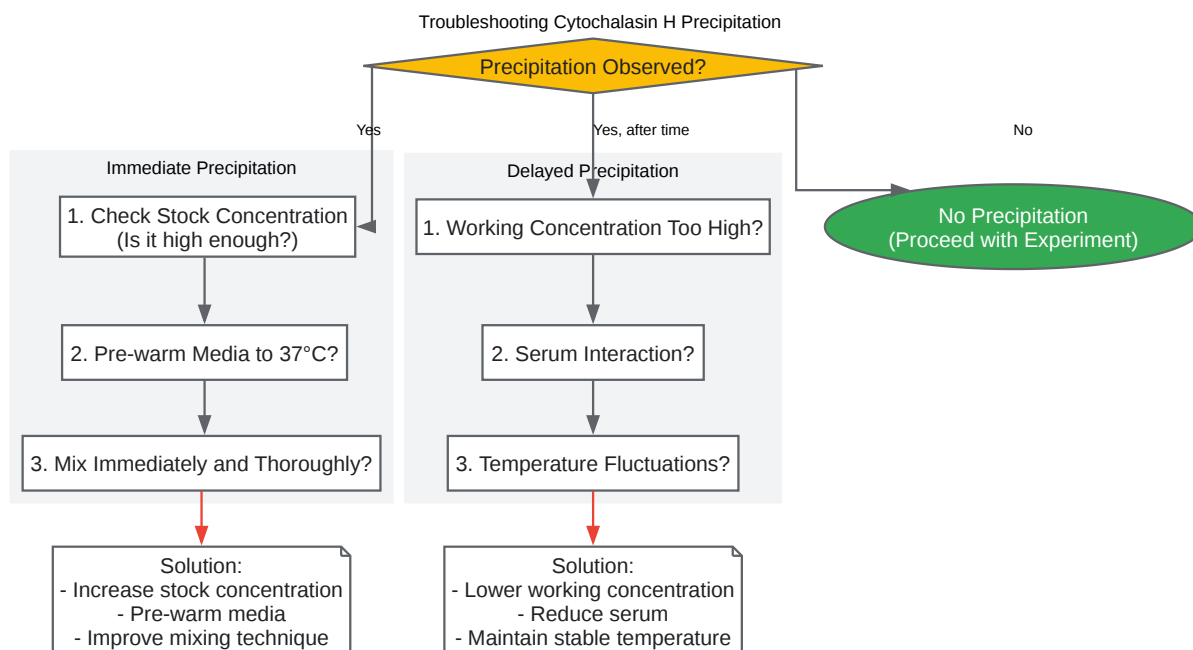 Troubleshooting Cytochalasin H Precipitation
Precipitation Observed?
Yes
Yes, after time
No
Immediate Precipitation
1. Check Stock Concentration
(Is it high enough?)
2. Pre-warm Media to 37°C?
3. Mix Immediately and Thoroughly?
Solution:
- Increase stock concentration
- Pre-warm media
- Improve mixing technique
Delayed Precipitation
1. Working Concentration Too High?
2. Serum Interaction?
3. Temperature Fluctuations?
Solution:
- Lower working concentration
- Reduce serum
- Maintain stable temperature
No Precipitation
(Proceed with Experiment)